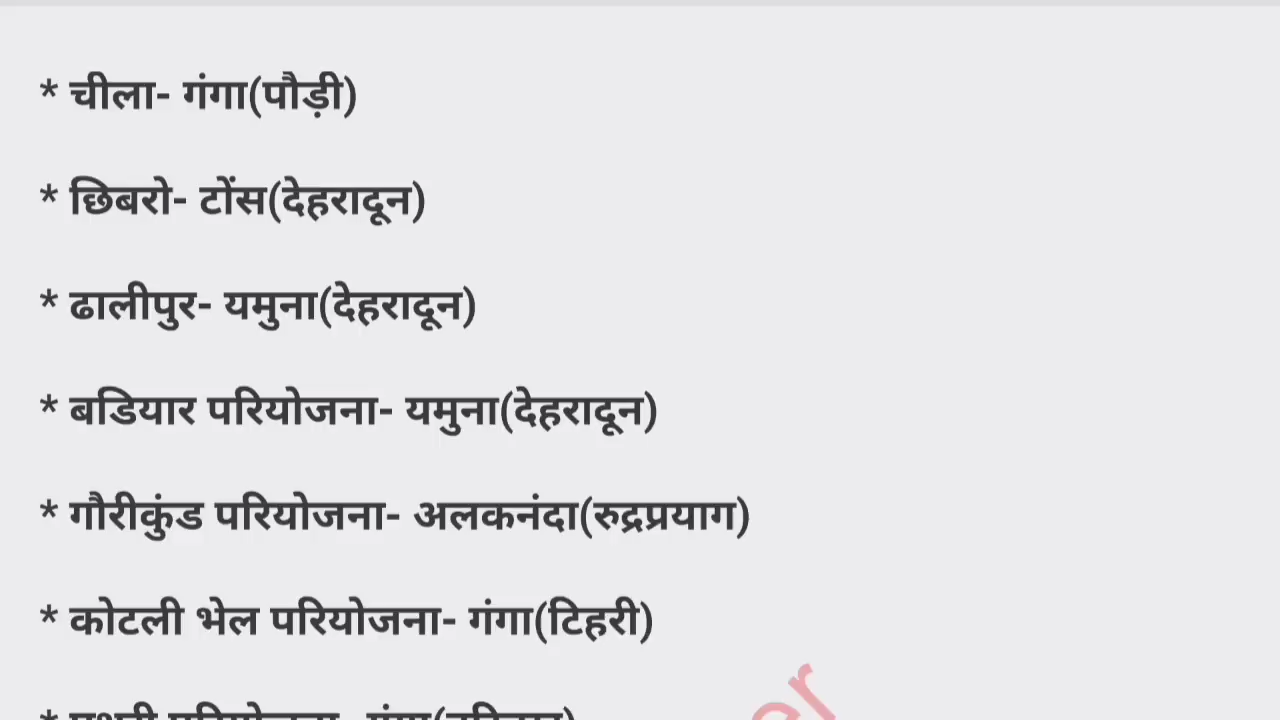 * चीला- गंगा(पौड़ी)
* छिबरो- टोंस(देहरादून)
* ढालीपुर- यमुना(देहरादून)
* बडियार परियोजना- यमुना(देहरादून)
* गौरीकुंड परियोजना- अलकनंदा(रुद्रप्रयाग)
* कोटली भेल परियोजना- गंगा(टिहरी)